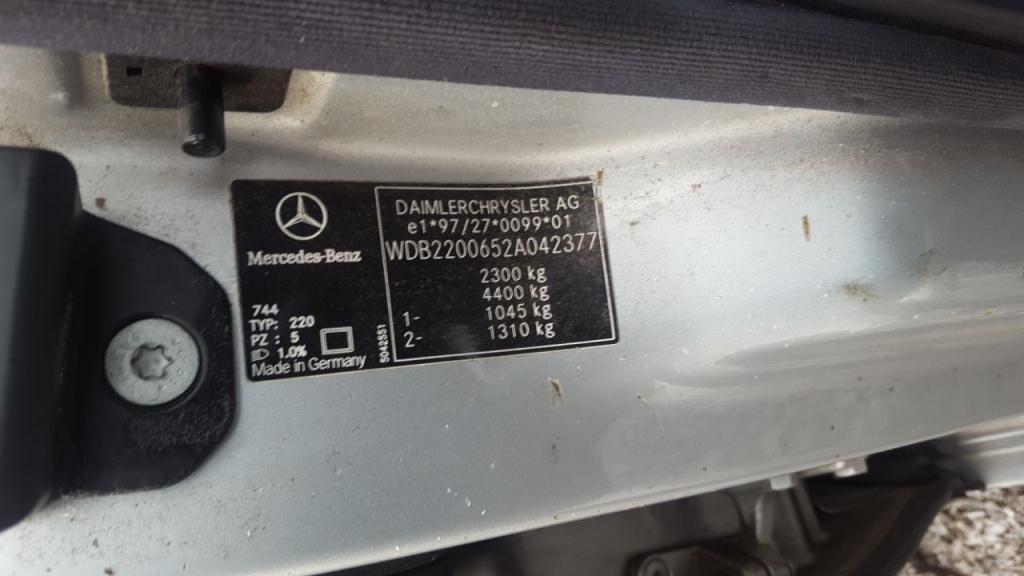 Mercedes-Benz
744
TYP: 220
PZ : 5
1.0%
Made in Germany
5064551
DAIMLERCHRYSLER AG
e1*97/27*0099*01
WDB2200652A042377
2300 kg
4400 kg
1- 1045 kg
2- 1310 kg